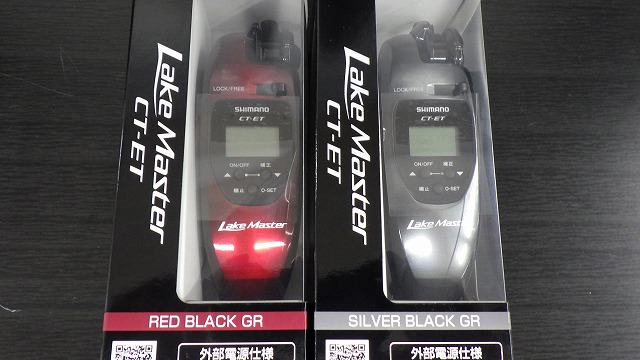 Lake Master
CT-ET
LOCK/FREE
SHIMANO
CT-ET
ON/OFF 補正
棚止 0-SET
Lake Master
RED BLACK GR
外部電源仕様
Lake Master
CT-ET
LOCK/FREE
SHIMANO
CT-ET
ON/OFF 補正
棚止 0-SET
Lake Master
SILVER BLACK GR
外部電源仕様